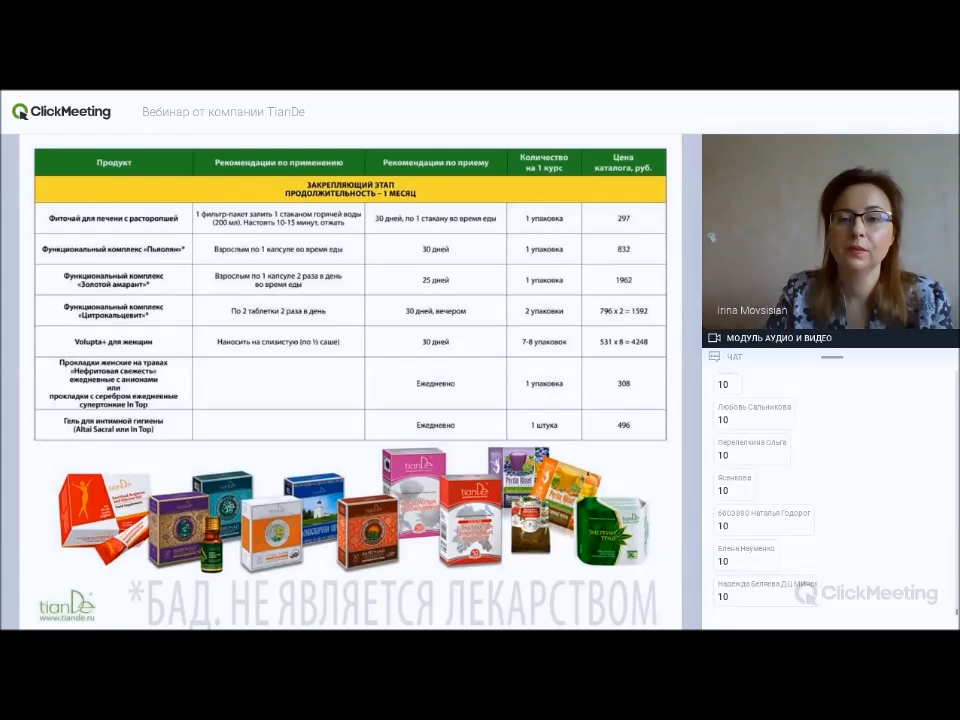 ClickMeeting
Вебинар от компании TianDe
Продукт
Рекомендации по применению
Рекомендации по приему
Количество
на 1 курс
Цена
каталога, руб.
ЗАКРЕПЛЯЮЩИЙ ЭТАП
ПРОДОЛЖИТЕЛЬНОСТЬ – 1 МЕСЯЦ
Фиточай для печени с расторопшей
1 фильтр-пакет залить 1 стаканом горячей воды
(200 мл). Настоять 10-15 минут, отжать
30 дней, по 1 стакану во время еды
1 упаковка
297
Функциональный комплекс «Пьяолян»*
Взрослым по 1 капсуле во время еды
30 дней
1 упаковка
832
Функциональный комплекс
«Золотой амарант»*
Взрослым по 1 капсуле 2 раза в день
во время еды
25 дней
1 упаковка
1962
Функциональный комплекс
«Цитрокальцевит»*
По 2 таблетки 2 раза в день
30 дней, вечером
2 упаковки
796 x 2 = 1592
Volupta+ для женщин
Наносить на слизистую (по ½ саше)
30 дней
7-8 упаковок
531 x 8 = 4248
Прокладки женские на травах
«Нефритовая свежесть»
ежедневные с анионами
или
прокладки с серебром ежедневные
супертонкие In Top
Ежедневно
1 упаковка
308
Гель для интимной гигиены
(Altai Sacral или In Top)
Ежедневно
1 штука
496
tianDe
ЭНЕРГИЯ
ТРАВ
tianDe
www.tiande.ru
*БАД. НЕ ЯВЛЯЕТСЯ ЛЕКАРСТВОМ
Irina Movsisian
МОДУЛЬ АУДИО И ВИДЕО
ЧАТ
10
Любовь Сальникова
10
Перепелкина Ольга
10
Ясенкова
10
6003890 Наталья Годорог
10
Елена Науменко
10
Надежда Беляева ДЦ Минск
10
ClickMeeting